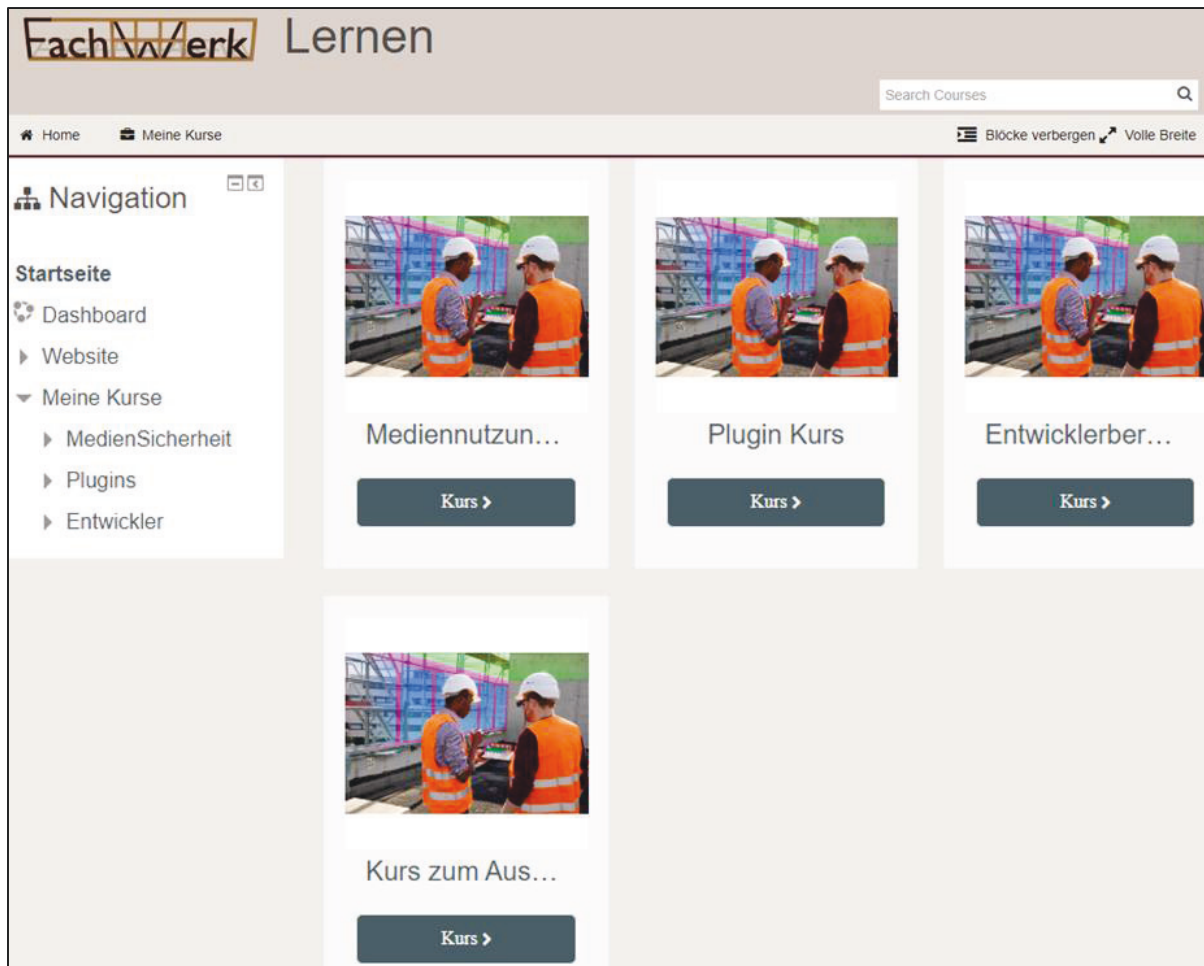 FachWerk Lernen
Search Courses
Home Meine Kurse Blöcke verbergen Volle Breite
Navigation
Startseite
Dashboard
Website
Meine Kurse
MedienSicherheit
Plugins
Entwickler
Mediennutzun… Plugin Kurs Entwicklerber…
Kurs Kurs Kurs
Kurs zum Aus…
Kurs